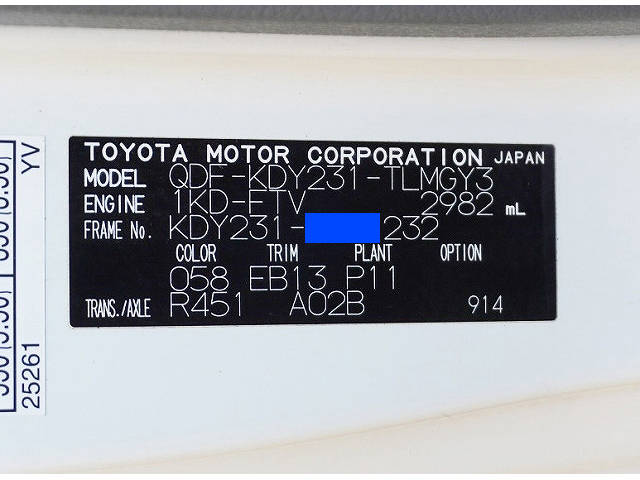 TOYOTA MOTOR CORPORATION JAPAN
MODEL QDF-KDY231-TLMGY3
ENGINE 1KD-FTV 2982 mL
FRAME No. KDY231- 232
COLOR TRIM PLANT OPTION
058 EB13 P11
TRANS./AXLE R451 A02B 914
25261 YV